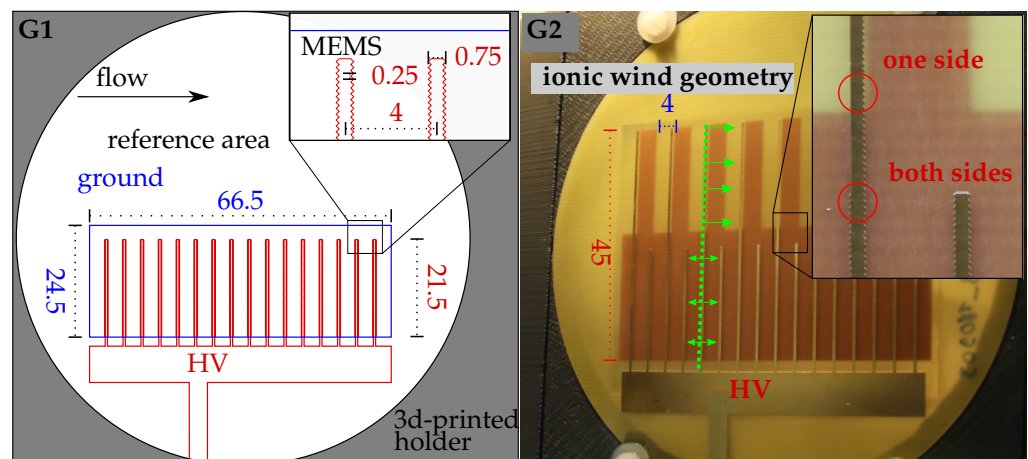 G1
MEMS
0.75
0.25
4
flow
reference area
ground
66.5
24.5
21.5
HV
3d-printed
holder
G2
ionic wind geometry
4
one side
both sides
45
HV